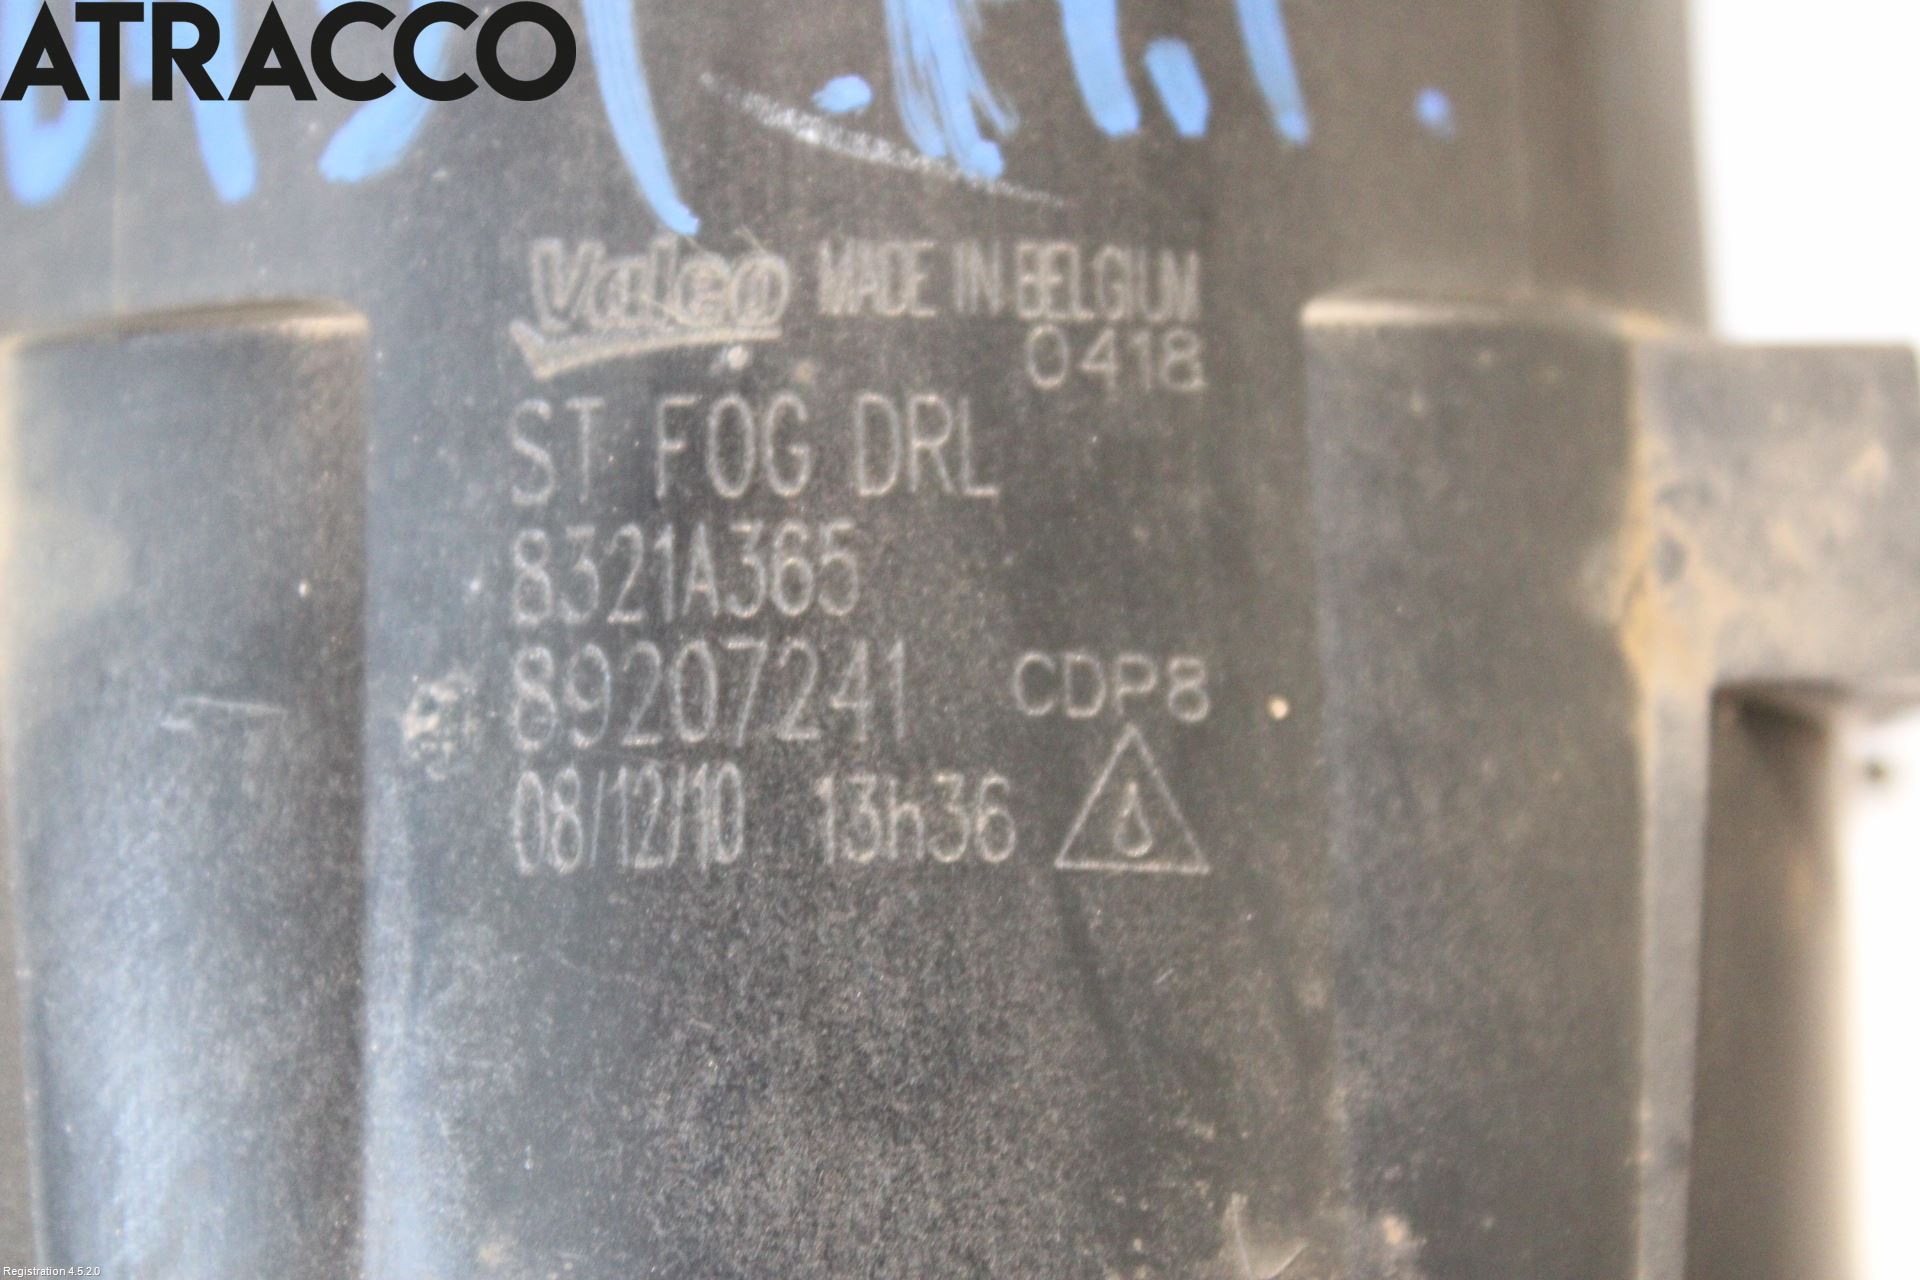 ATRACCO
Valeo MADE IN BELGIUM
0418
ST FOG DRL
8321A365
89207241 CDP8
08/12/10 13h36
Registration 4.5.2.0